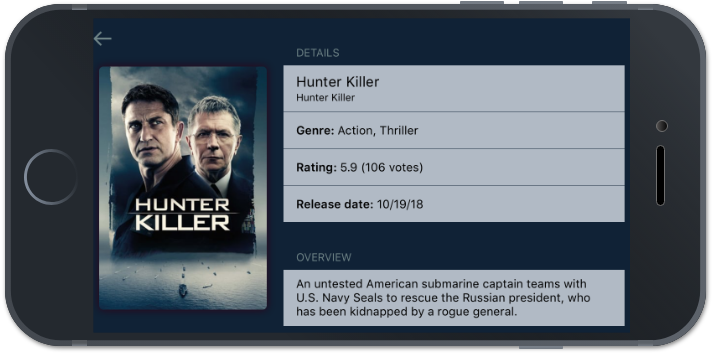 DETAILS
Hunter Killer
Hunter Killer
Genre: Action, Thriller
Rating: 5.9 (106 votes)
Release date: 10/19/18
HUNTER
KILLER
OVERVIEW
An untested American submarine captain teams with
U.S. Navy Seals to rescue the Russian president, who
has been kidnapped by a rogue general.